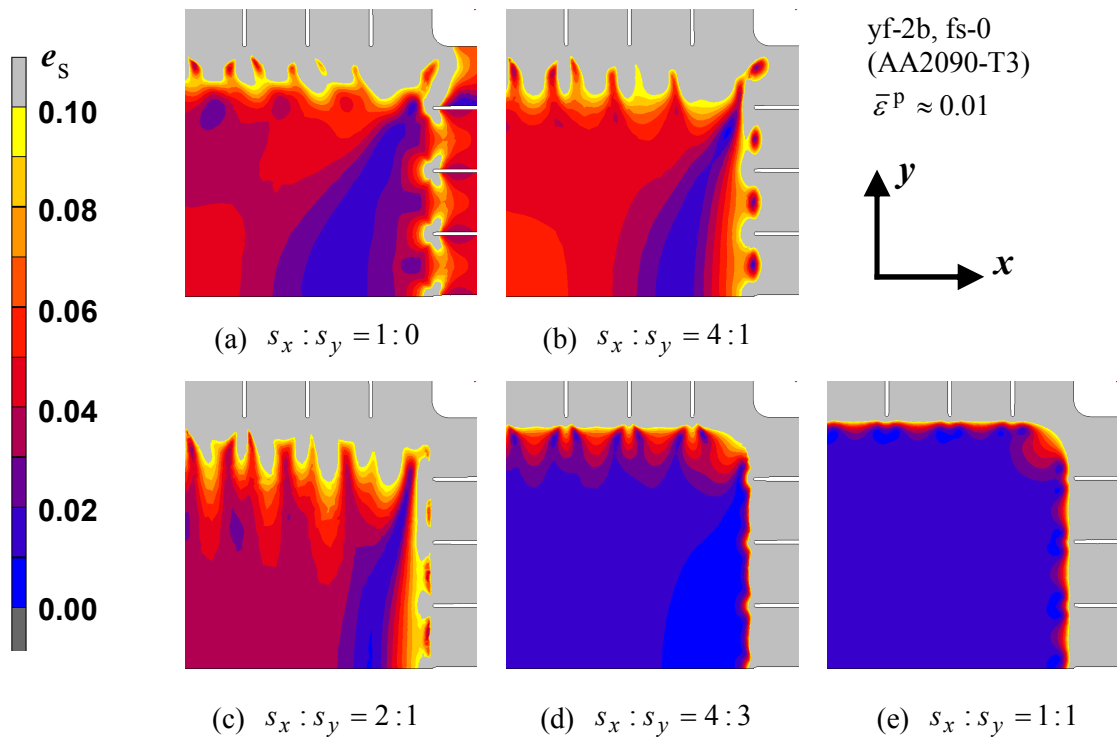 e_S
0.10
0.08
0.06
0.04
0.02
0.00
yf-2b, fs-0
(AA2090-T3)
ε̄^p ≈ 0.01
y
x
(a) s_x : s_y = 1 : 0
(b) s_x : s_y = 4 : 1
(c) s_x : s_y = 2 : 1
(d) s_x : s_y = 4 : 3
(e) s_x : s_y = 1 : 1